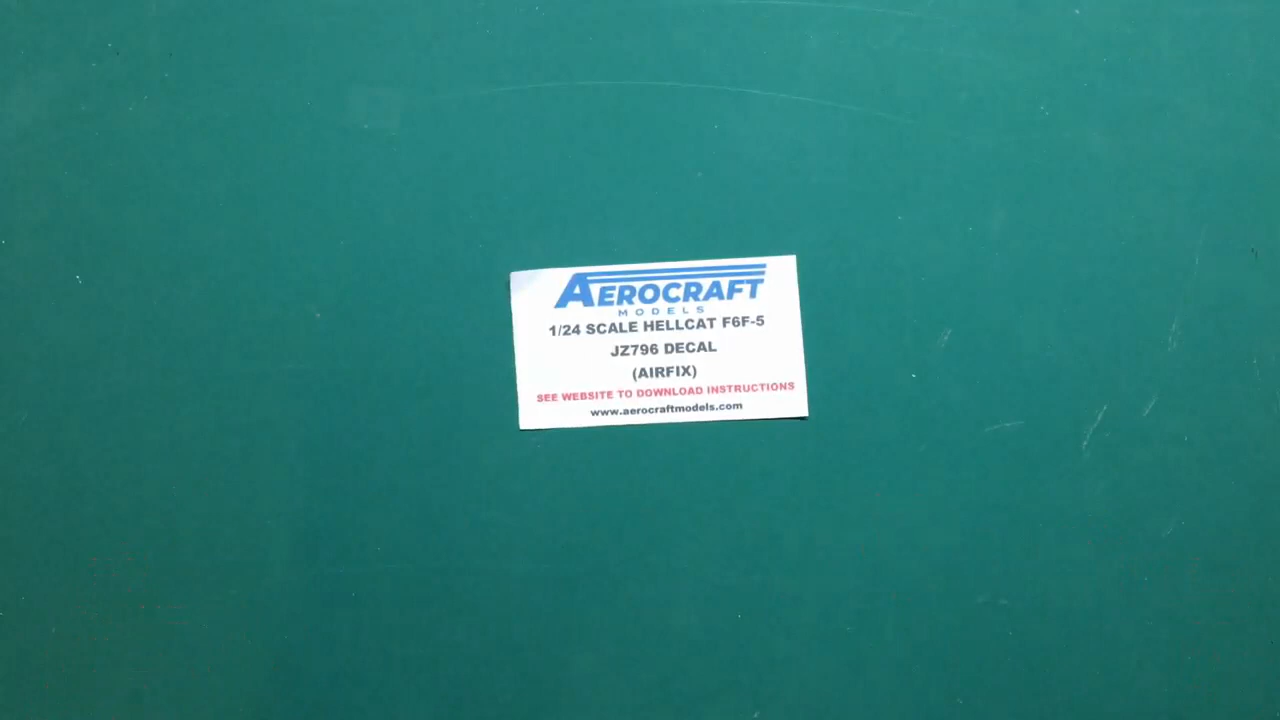 AEROCRAFT
MODELS
1/24 SCALE HELLCAT F6F-5
JZ796 DECAL
(AIRFIX)
SEE WEBSITE TO DOWNLOAD INSTRUCTIONS
www.aerocraftmodels.com